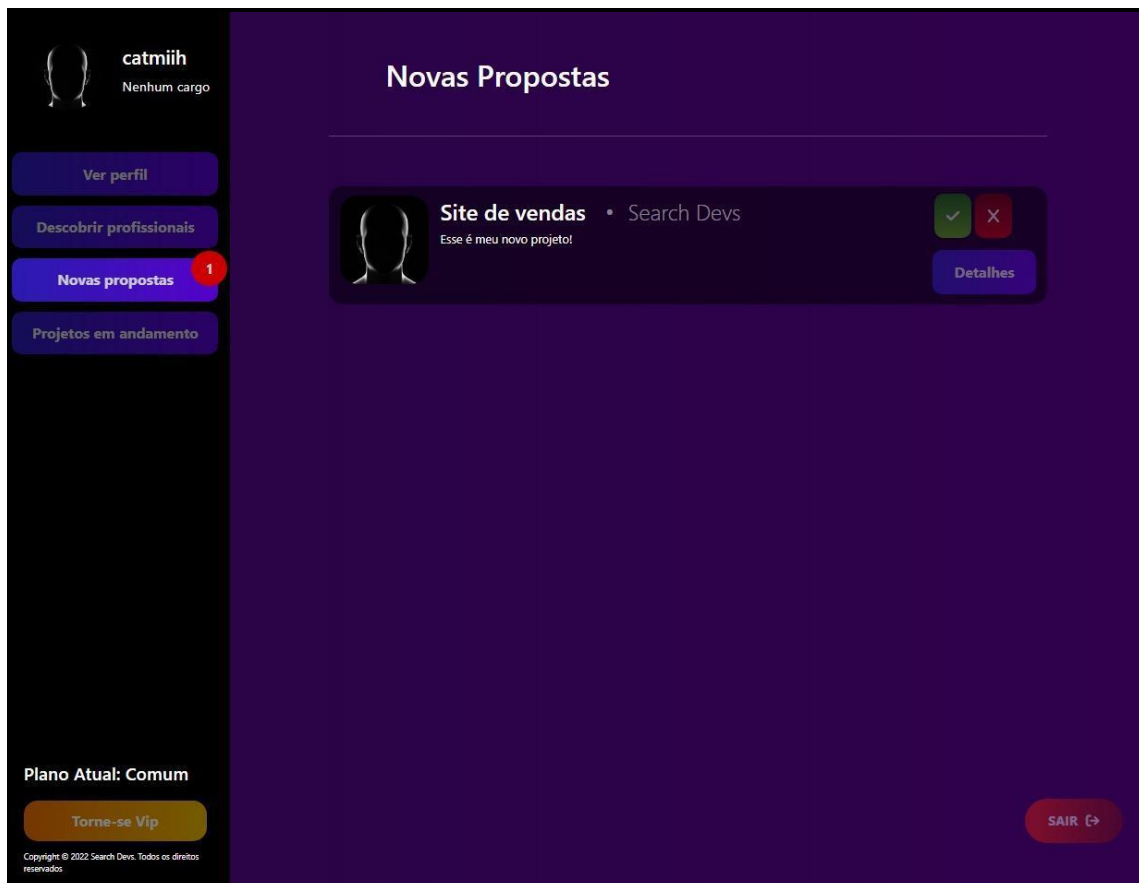 catmiih
Nenhum cargo
Ver perfil
Descobrir profissionais
Novas propostas
1
Projetos em andamento
Plano Atual: Comum
Torne-se Vip
Copyright © 2022 Search Devs. Todos os direitos
reservados
Novas Propostas
Site de vendas • Search Devs
Esse é meu novo projeto!
Detalhes
SAIR